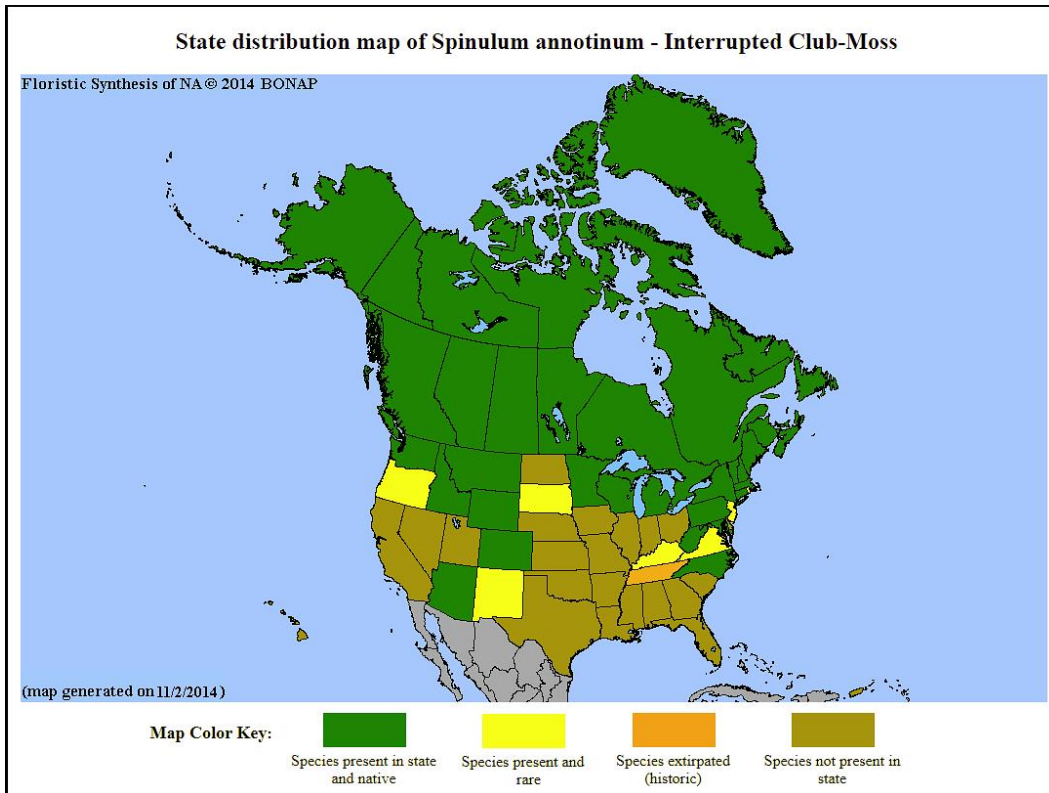 State distribution map of Spinulum annotinum - Interrupted Club-Moss
Floristic Synthesis of NA © 2014 BONAP
(map generated on 11/2/2014 )
Map Color Key:
Species present in state
and native
Species present and
rare
Species extirpated
(historic)
Species not present in
state